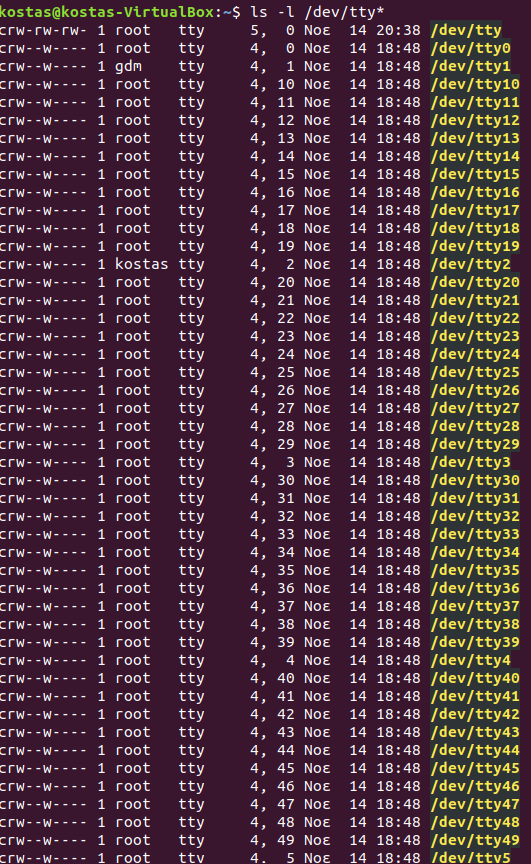 kostas@kostas-VirtualBox:~$ ls -l /dev/tty*
crw-rw-rw- 1 root   tty     5,  0 Νοε  14 20:38 /dev/tty
crw--w---- 1 root   tty     4,  0 Νοε  14 18:48 /dev/tty0
crw--w---- 1 gdm    tty     4,  1 Νοε  14 18:48 /dev/tty1
crw--w---- 1 root   tty     4, 10 Νοε  14 18:48 /dev/tty10
crw--w---- 1 root   tty     4, 11 Νοε  14 18:48 /dev/tty11
crw--w---- 1 root   tty     4, 12 Νοε  14 18:48 /dev/tty12
crw--w---- 1 root   tty     4, 13 Νοε  14 18:48 /dev/tty13
crw--w---- 1 root   tty     4, 14 Νοε  14 18:48 /dev/tty14
crw--w---- 1 root   tty     4, 15 Νοε  14 18:48 /dev/tty15
crw--w---- 1 root   tty     4, 16 Νοε  14 18:48 /dev/tty16
crw--w---- 1 root   tty     4, 17 Νοε  14 18:48 /dev/tty17
crw--w---- 1 root   tty     4, 18 Νοε  14 18:48 /dev/tty18
crw--w---- 1 root   tty     4, 19 Νοε  14 18:48 /dev/tty19
crw--w---- 1 kostas tty     4,  2 Νοε  14 18:48 /dev/tty2
crw--w---- 1 root   tty     4, 20 Νοε  14 18:48 /dev/tty20
crw--w---- 1 root   tty     4, 21 Νοε  14 18:48 /dev/tty21
crw--w---- 1 root   tty     4, 22 Νοε  14 18:48 /dev/tty22
crw--w---- 1 root   tty     4, 23 Νοε  14 18:48 /dev/tty23
crw--w---- 1 root   tty     4, 24 Νοε  14 18:48 /dev/tty24
crw--w---- 1 root   tty     4, 25 Νοε  14 18:48 /dev/tty25
crw--w---- 1 root   tty     4, 26 Νοε  14 18:48 /dev/tty26
crw--w---- 1 root   tty     4, 27 Νοε  14 18:48 /dev/tty27
crw--w---- 1 root   tty     4, 28 Νοε  14 18:48 /dev/tty28
crw--w---- 1 root   tty     4, 29 Νοε  14 18:48 /dev/tty29
crw--w---- 1 root   tty     4,  3 Νοε  14 18:48 /dev/tty3
crw--w---- 1 root   tty     4, 30 Νοε  14 18:48 /dev/tty30
crw--w---- 1 root   tty     4, 31 Νοε  14 18:48 /dev/tty31
crw--w---- 1 root   tty     4, 32 Νοε  14 18:48 /dev/tty32
crw--w---- 1 root   tty     4, 33 Νοε  14 18:48 /dev/tty33
crw--w---- 1 root   tty     4, 34 Νοε  14 18:48 /dev/tty34
crw--w---- 1 root   tty     4, 35 Νοε  14 18:48 /dev/tty35
crw--w---- 1 root   tty     4, 36 Νοε  14 18:48 /dev/tty36
crw--w---- 1 root   tty     4, 37 Νοε  14 18:48 /dev/tty37
crw--w---- 1 root   tty     4, 38 Νοε  14 18:48 /dev/tty38
crw--w---- 1 root   tty     4, 39 Νοε  14 18:48 /dev/tty39
crw--w---- 1 root   tty     4,  4 Νοε  14 18:48 /dev/tty4
crw--w---- 1 root   tty     4, 40 Νοε  14 18:48 /dev/tty40
crw--w---- 1 root   tty     4, 41 Νοε  14 18:48 /dev/tty41
crw--w---- 1 root   tty     4, 42 Νοε  14 18:48 /dev/tty42
crw--w---- 1 root   tty     4, 43 Νοε  14 18:48 /dev/tty43
crw--w---- 1 root   tty     4, 44 Νοε  14 18:48 /dev/tty44
crw--w---- 1 root   tty     4, 45 Νοε  14 18:48 /dev/tty45
crw--w---- 1 root   tty     4, 46 Νοε  14 18:48 /dev/tty46
crw--w---- 1 root   tty     4, 47 Νοε  14 18:48 /dev/tty47
crw--w---- 1 root   tty     4, 48 Νοε  14 18:48 /dev/tty48
crw--w---- 1 root   tty     4, 49 Νοε  14 18:48 /dev/tty49
crw--w---- 1 root   tty     4,  5 Νοε  14 18:48 /dev/tty5